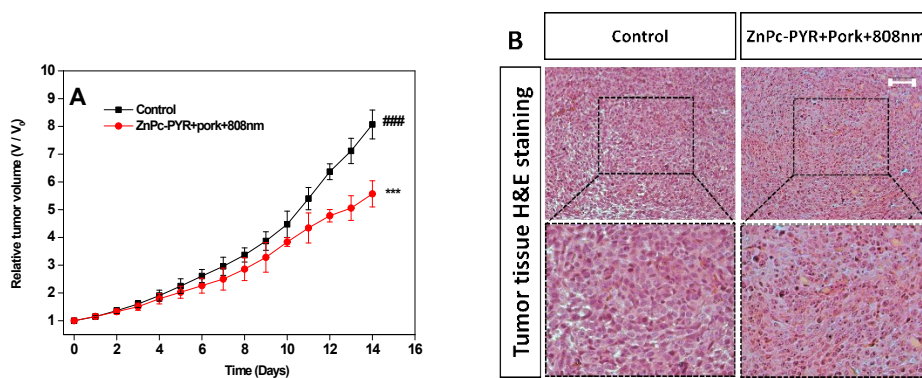 A
Control
ZnPc-PYR+pork+808nm
###
***
Relative tumor volume (V / V₀)
10
9
8
7
6
5
4
3
2
1
0 2 4 6 8 10 12 14 16
Time (Days)
B
Control
ZnPc-PYR+Pork+808nm
Tumor tissue H&E staining